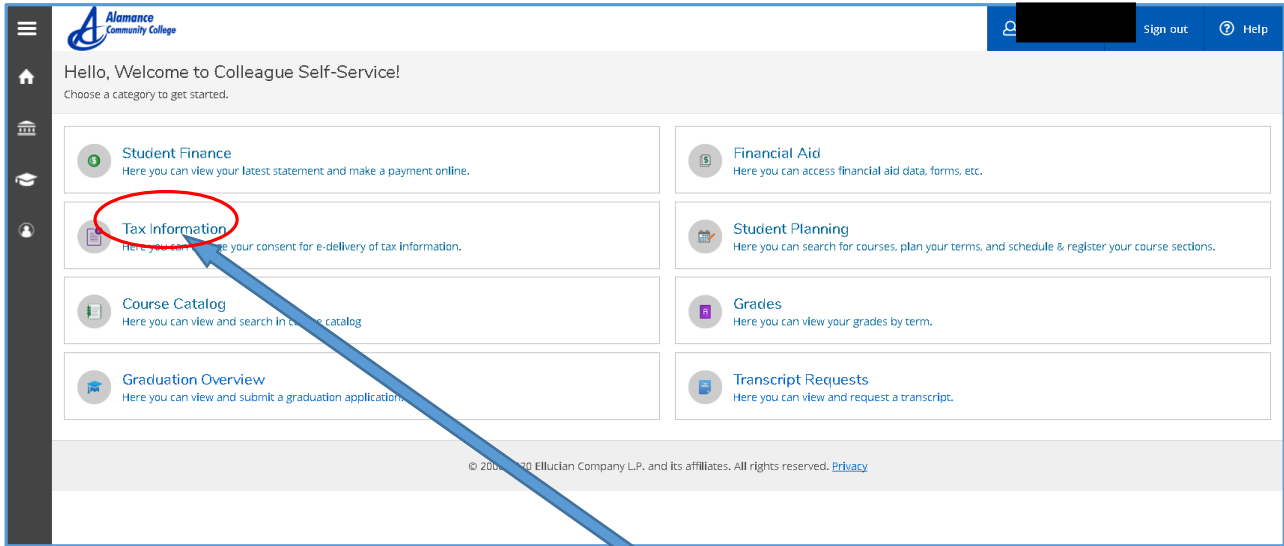 Alamance
Community College
Sign out
Help
Hello, Welcome to Colleague Self-Service!
Choose a category to get started.
Student Finance
Here you can view your latest statement and make a payment online.
Financial Aid
Here you can access financial aid data, forms, etc.
Tax Information
Here you can your consent for e-delivery of tax information.
Student Planning
Here you can search for courses, plan your terms, and schedule & register your course sections.
Course Catalog
Here you can view and search in catalog
Grades
Here you can view your grades by term.
Graduation Overview
Here you can view and submit a graduation application.
Transcript Requests
Here you can view and request a transcript.
© Ellucian Company L.P. and its affiliates. All rights reserved. Privacy